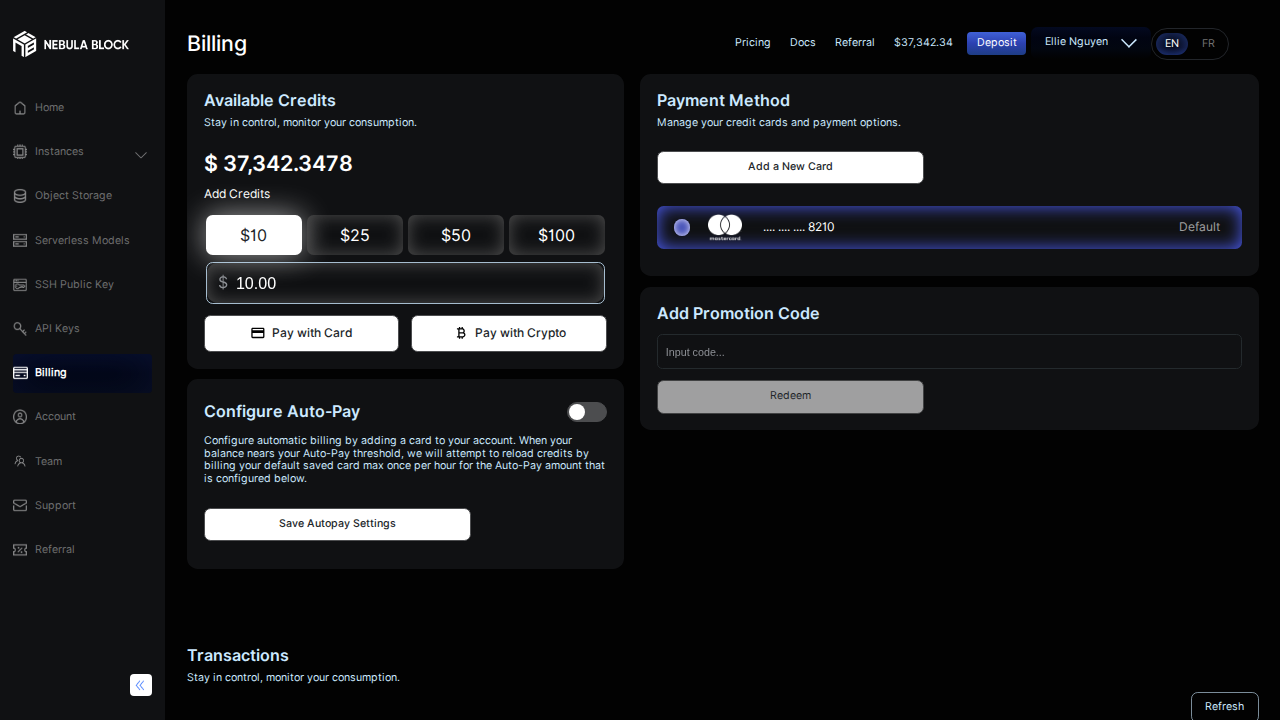 NEBULA BLOCK
Home
Instances
Object Storage
Serverless Models
SSH Public Key
API Keys
Billing
Account
Team
Support
Referral
Billing
Pricing
Docs
Referral
$37,342.34
Deposit
Ellie Nguyen
EN
FR
Available Credits
Stay in control, monitor your consumption.
$ 37,342.3478
Add Credits
$10
$25
$50
$100
$ 10.00
Pay with Card
Pay with Crypto
Configure Auto-Pay
Configure automatic billing by adding a card to your account. When your
balance nears your Auto-Pay threshold, we will attempt to reload credits by
billing your default saved card max once per hour for the Auto-Pay amount that
is configured below.
Save Autopay Settings
Payment Method
Manage your credit cards and payment options.
Add a New Card
mastercard
.... .... .... 8210
Default
Add Promotion Code
Input code...
Redeem
Transactions
Stay in control, monitor your consumption.
Refresh